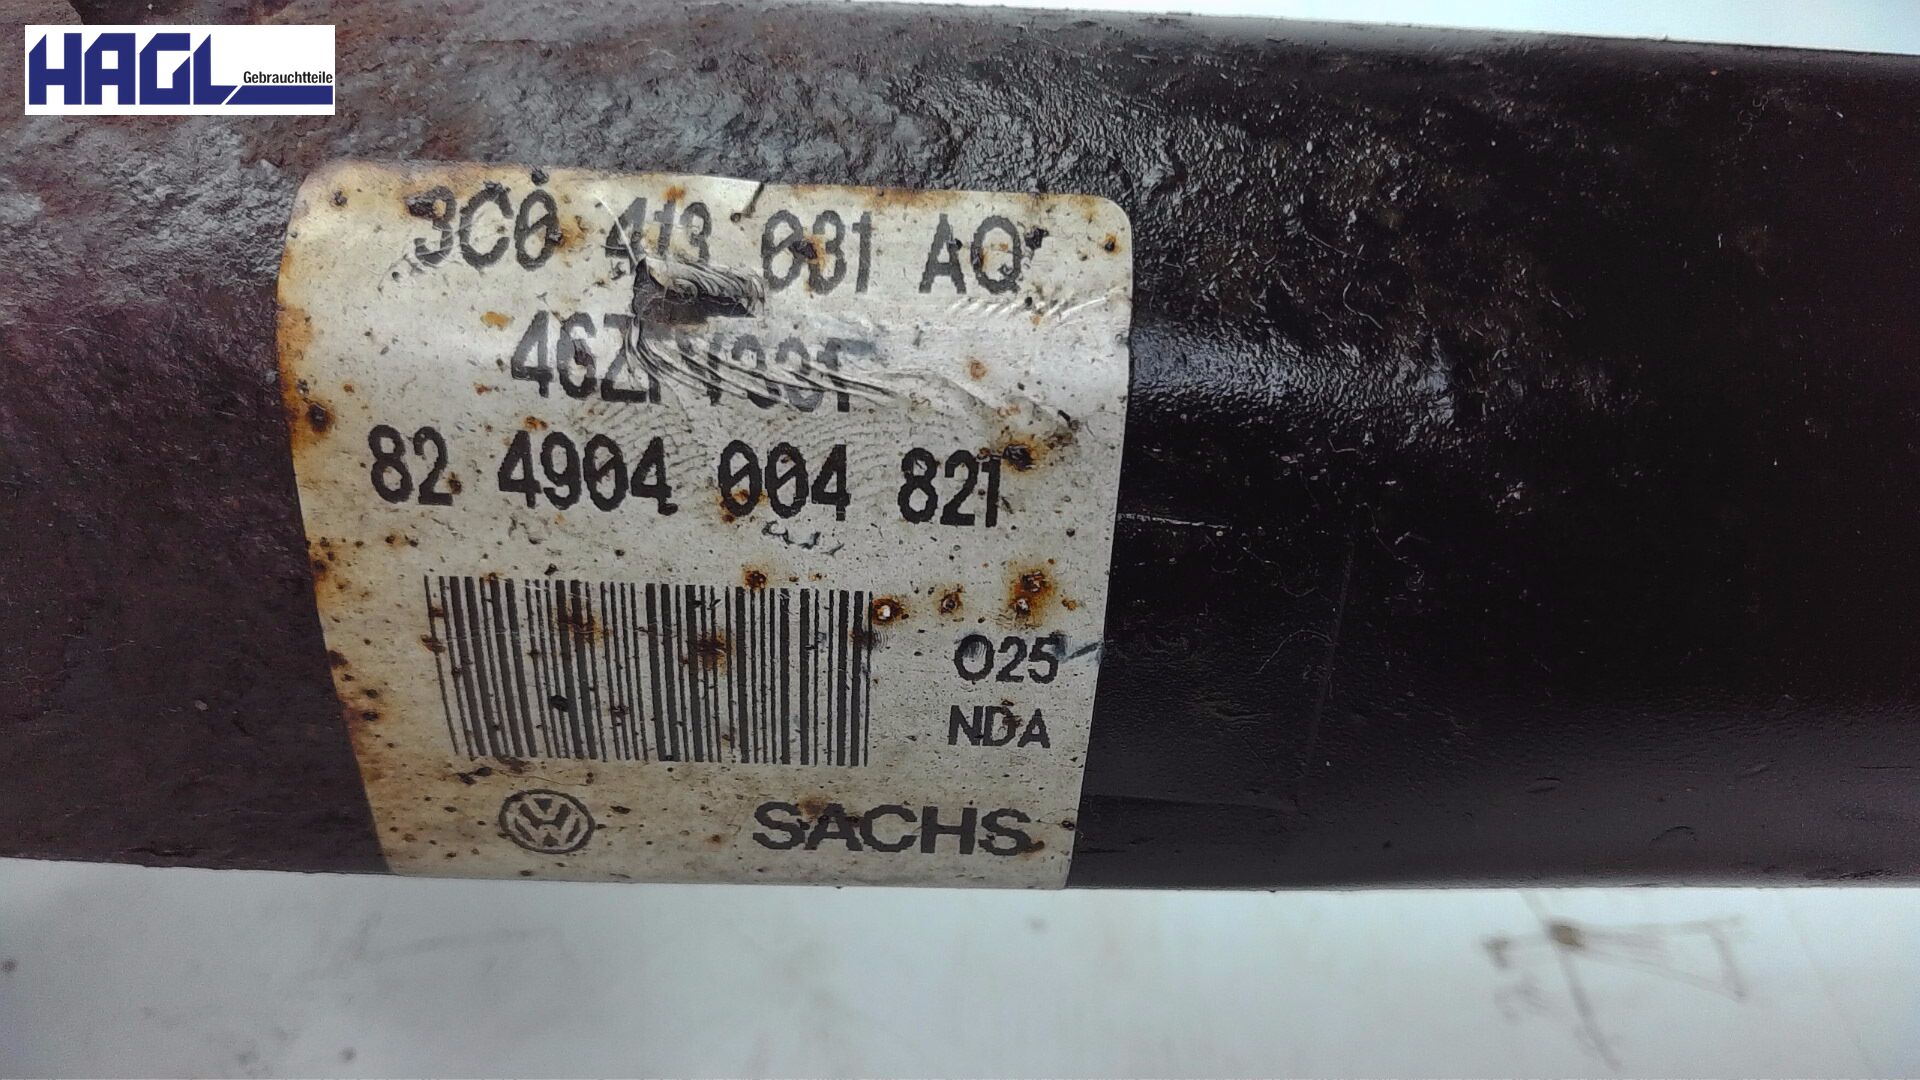 HAGL
Gebrauchtteile
3C0 413 031 AQ
82 4904 004 821
025
NDA
SACHS